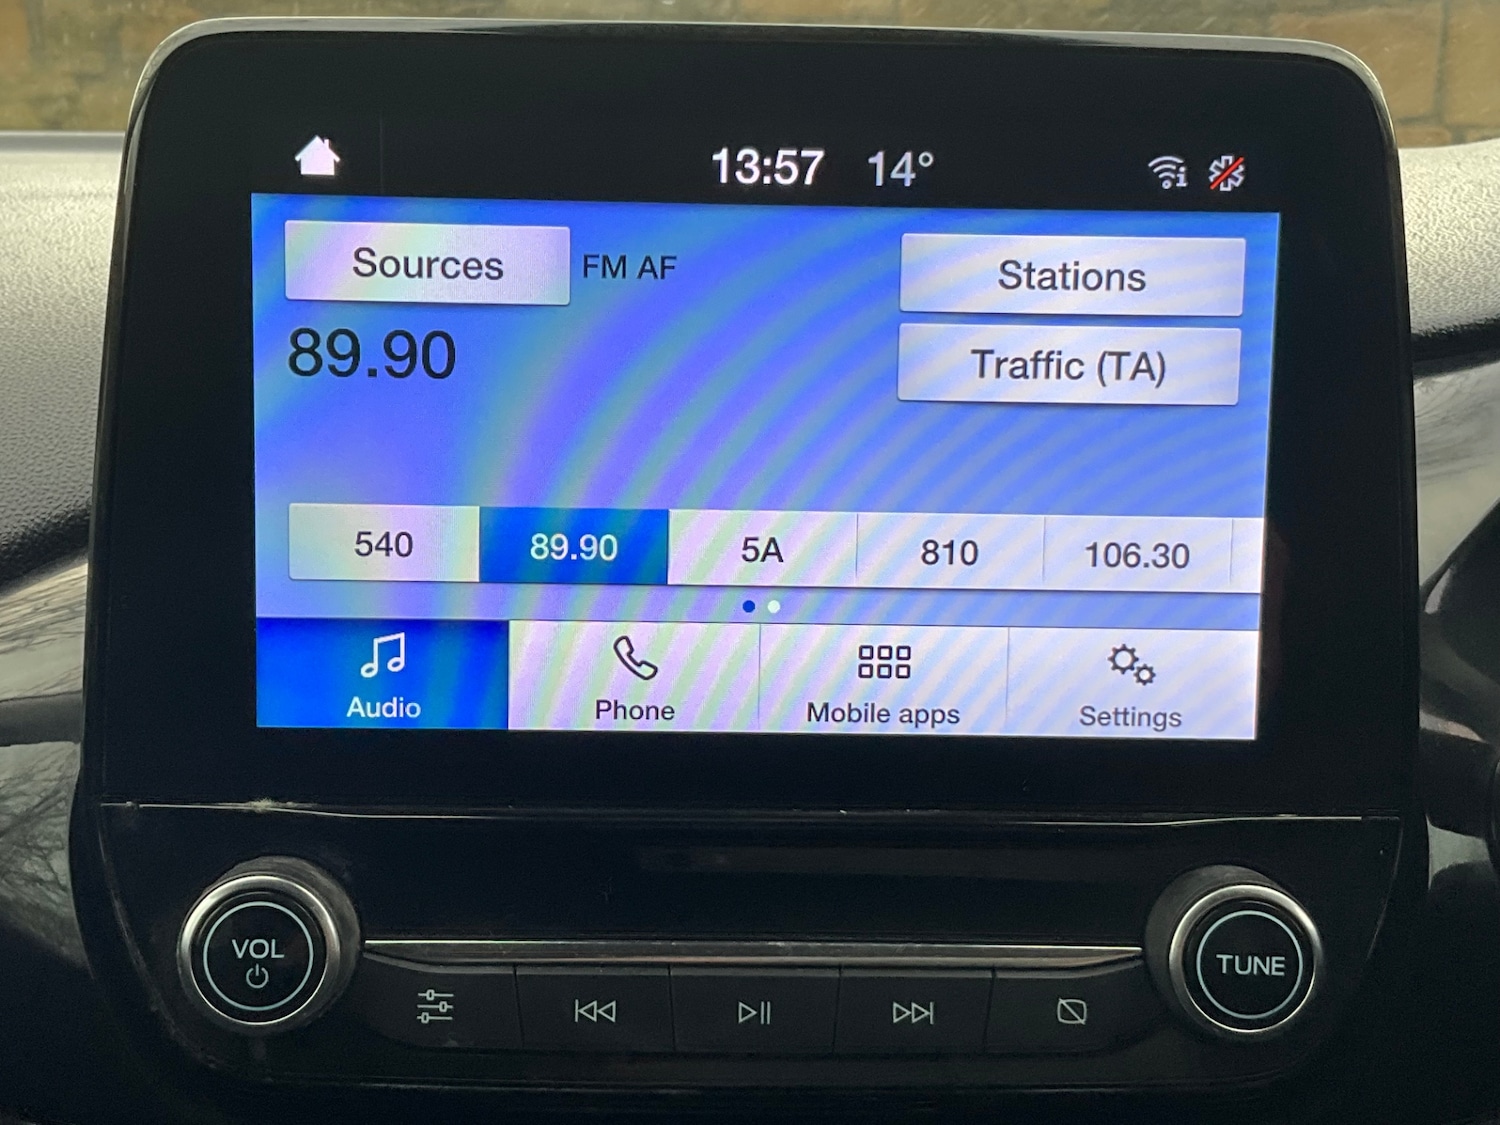 13:57 14°
Sources FM AF Stations
89.90 Traffic (TA)
540 89.90 5A 810 106.30
Audio Phone Mobile apps Settings
VOL TUNE